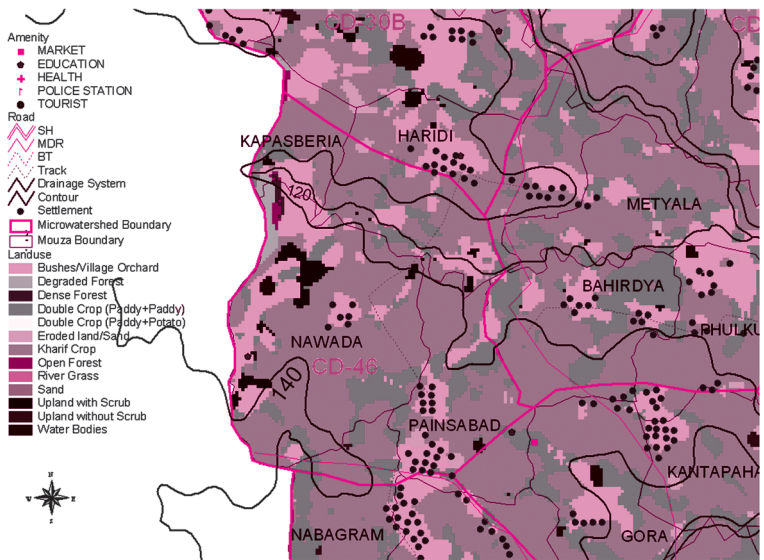 CD-30B
CD
Amenity
MARKET
EDUCATION
HEALTH
POLICE STATION
TOURIST
Road
SH
MDR
BT
Track
Drainage System
Contour
Settlement
Microwatershed Boundary
Mouza Boundary
Landuse
Bushes/Village Orchard
Degraded Forest
Dense Forest
Double Crop (Paddy+Paddy)
Double Crop (Paddy+Potato)
Eroded land/Sand
Kharif Crop
Open Forest
River Grass
Sand
Upland with Scrub
Upland without Scrub
Water Bodies
N
W E
S
KAPASBERIA
HARIDI
120
METYALA
BAHIRDYA
PHULKU
NAWADA
CD-46
140
PAINSABAD
KANTAPAHA
NABAGRAM
GORA